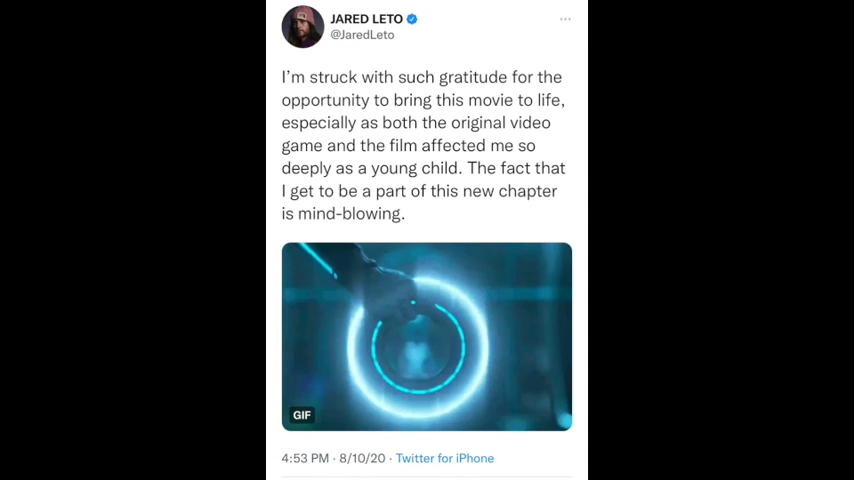 JARED LETO
@JaredLeto
I’m struck with such gratitude for the
opportunity to bring this movie to life,
especially as both the original video
game and the film affected me so
deeply as a young child. The fact that
I get to be a part of this new chapter
is mind-blowing.
GIF
4:53 PM · 8/10/20 · Twitter for iPhone